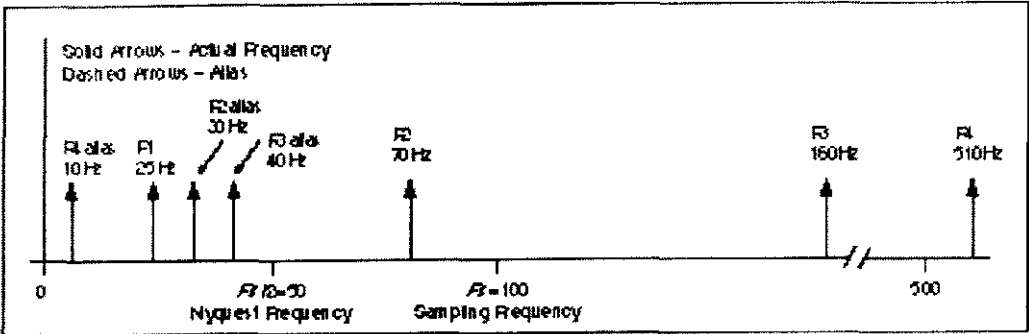 Solid Arrows – Actual Frequency
Dashed Arrows – Alias
F2 alias
30 Hz
F4 alias
10 Hz
F1
25 Hz
F3 alias
40 Hz
F2
70 Hz
F3
160 Hz
F4
510 Hz
0
Fs/2=50
Nyquest Frequency
Fs=100
Sampling Frequency
500